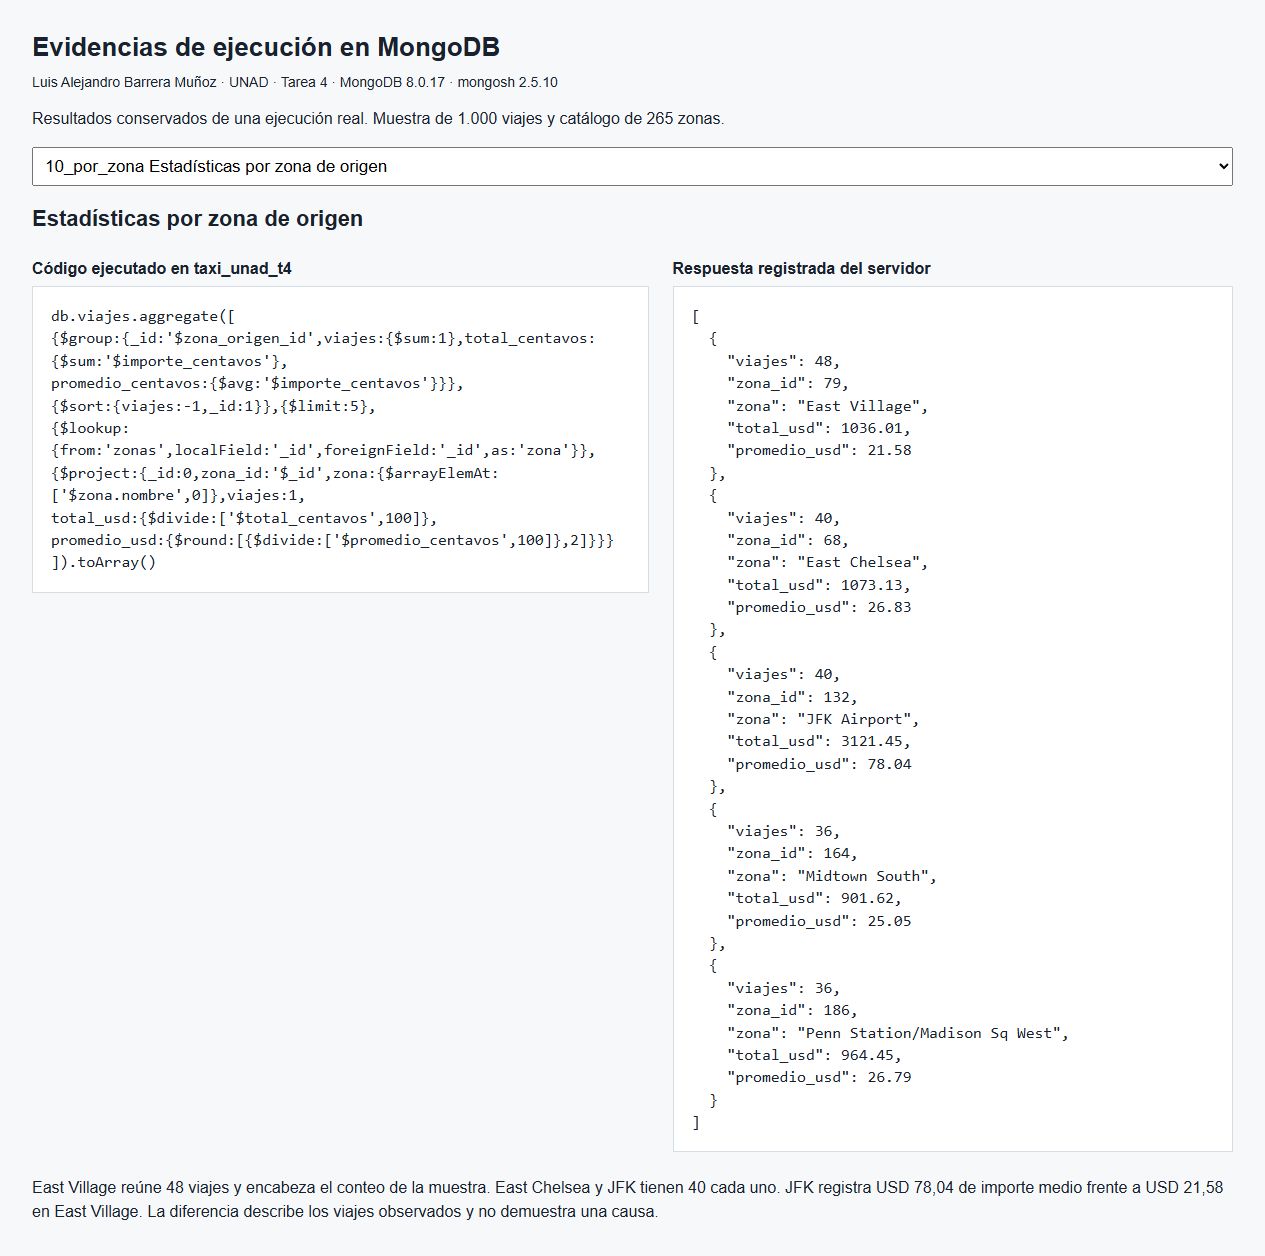 Evidencias de ejecución en MongoDB
Luis Alejandro Barrera Muñoz · UNAD · Tarea 4 · MongoDB 8.0.17 · mongosh 2.5.10
Resultados conservados de una ejecución real. Muestra de 1.000 viajes y catálogo de 265 zonas.
10_por_zona Estadísticas por zona de origen
Estadísticas por zona de origen
Código ejecutado en taxi_unad_t4
db.viajes.aggregate([
{$group:{_id:'$zona_origen_id',viajes:{$sum:1},total_centavos:
{$sum:'$importe_centavos'},
promedio_centavos:{$avg:'$importe_centavos'}}},
{$sort:{viajes:-1,_id:1}},{$limit:5},
{$lookup:
{from:'zonas',localField:'_id',foreignField:'_id',as:'zona'}},
{$project:{_id:0,zona_id:'$_id',zona:{$arrayElemAt:
['$zona.nombre',0]},viajes:1,
total_usd:{$divide:['$total_centavos',100]},
promedio_usd:{$round:[{$divide:['$promedio_centavos',100]},2]}}}
]).toArray()
Respuesta registrada del servidor
[
  {
    "viajes": 48,
    "zona_id": 79,
    "zona": "East Village",
    "total_usd": 1036.01,
    "promedio_usd": 21.58
  },
  {
    "viajes": 40,
    "zona_id": 68,
    "zona": "East Chelsea",
    "total_usd": 1073.13,
    "promedio_usd": 26.83
  },
  {
    "viajes": 40,
    "zona_id": 132,
    "zona": "JFK Airport",
    "total_usd": 3121.45,
    "promedio_usd": 78.04
  },
  {
    "viajes": 36,
    "zona_id": 164,
    "zona": "Midtown South",
    "total_usd": 901.62,
    "promedio_usd": 25.05
  },
  {
    "viajes": 36,
    "zona_id": 186,
    "zona": "Penn Station/Madison Sq West",
    "total_usd": 964.45,
    "promedio_usd": 26.79
  }
]
East Village reúne 48 viajes y encabeza el conteo de la muestra. East Chelsea y JFK tienen 40 cada uno. JFK registra USD 78,04 de importe medio frente a USD 21,58
en East Village. La diferencia describe los viajes observados y no demuestra una causa.